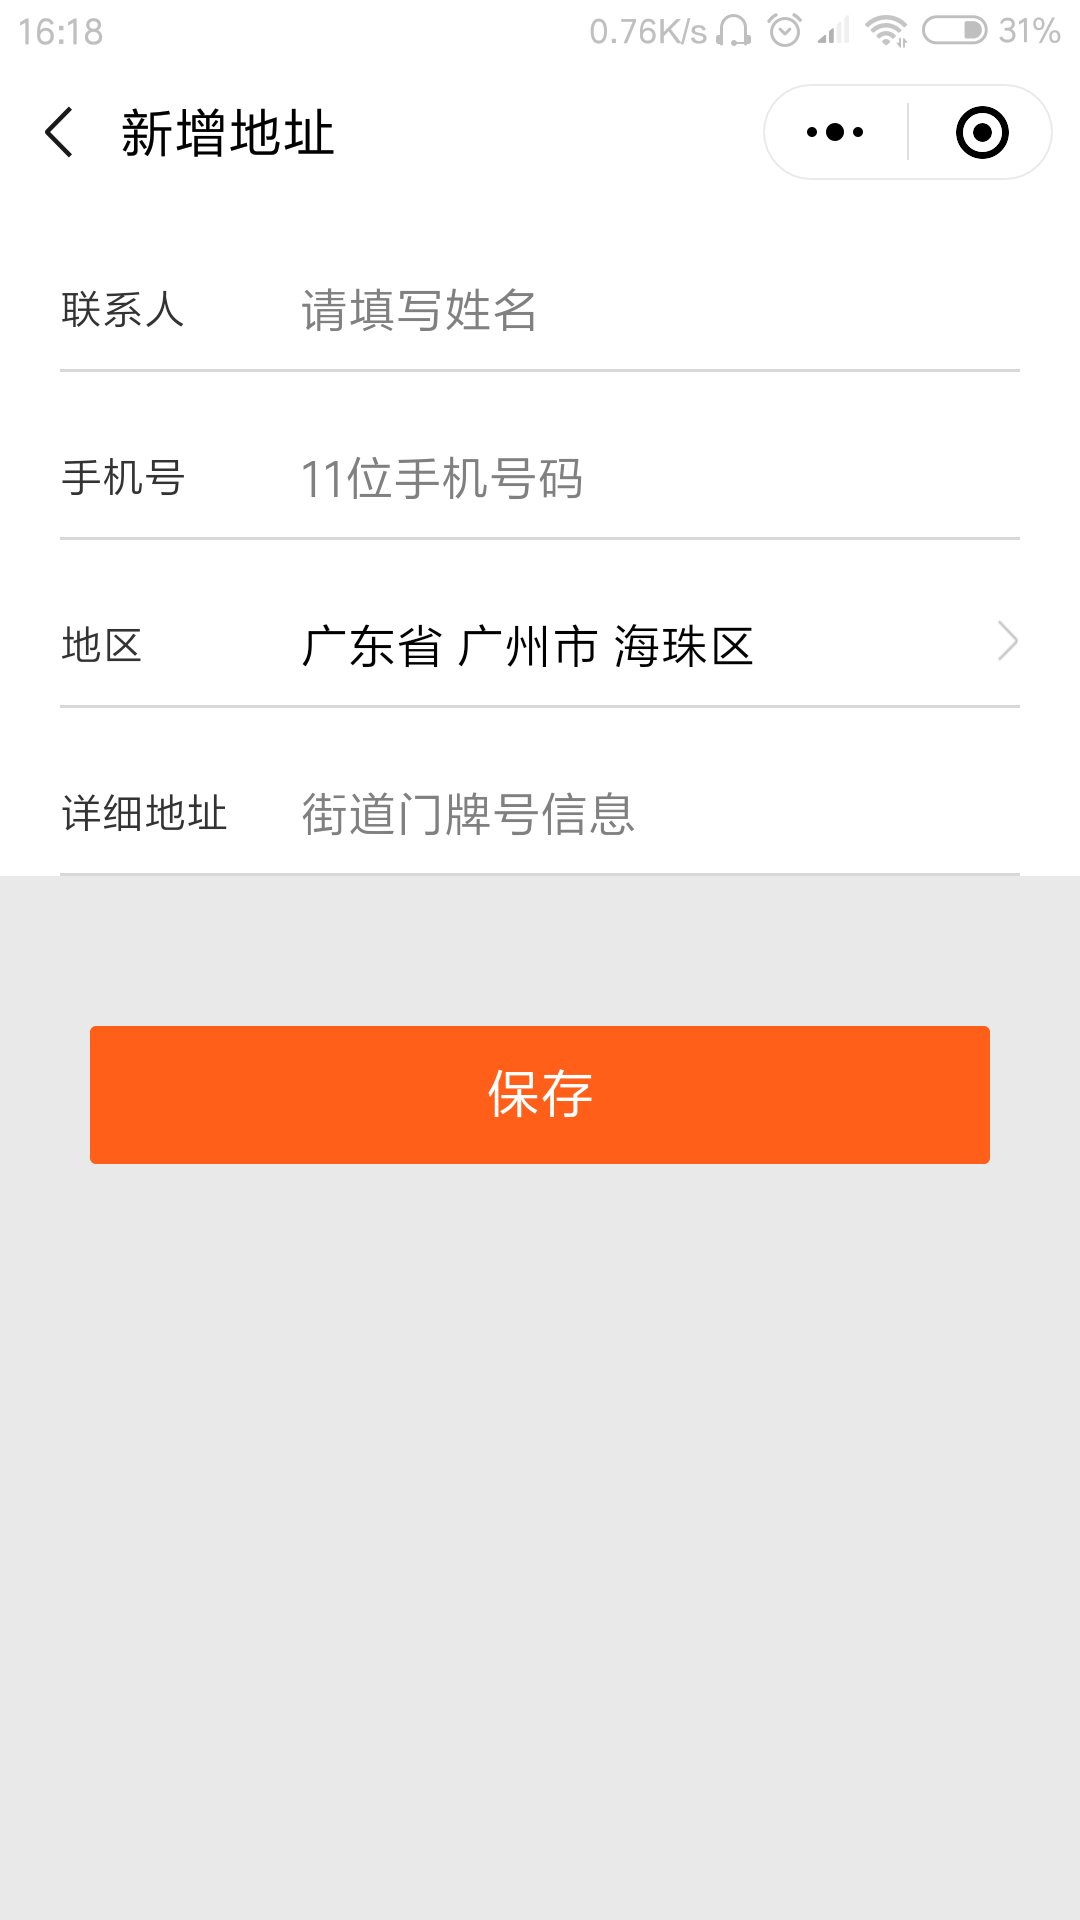 16:18 0.76K/s 31%
新增地址
联系人 请填写姓名
手机号 11位手机号码
地区 广东省 广州市 海珠区
详细地址 街道门牌号信息
保存